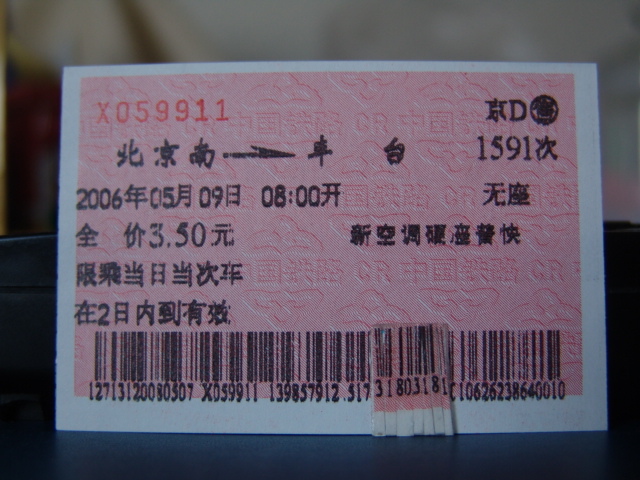 X059911 京D售
北京南→丰 台 1591次
2006年05月09日 08:00开 无座
全 价3.50元 新空调硬座普快
限乘当日当次车
在2日内到有效
12713120080507 X059911 139857912 517 31803181 C10626238640010